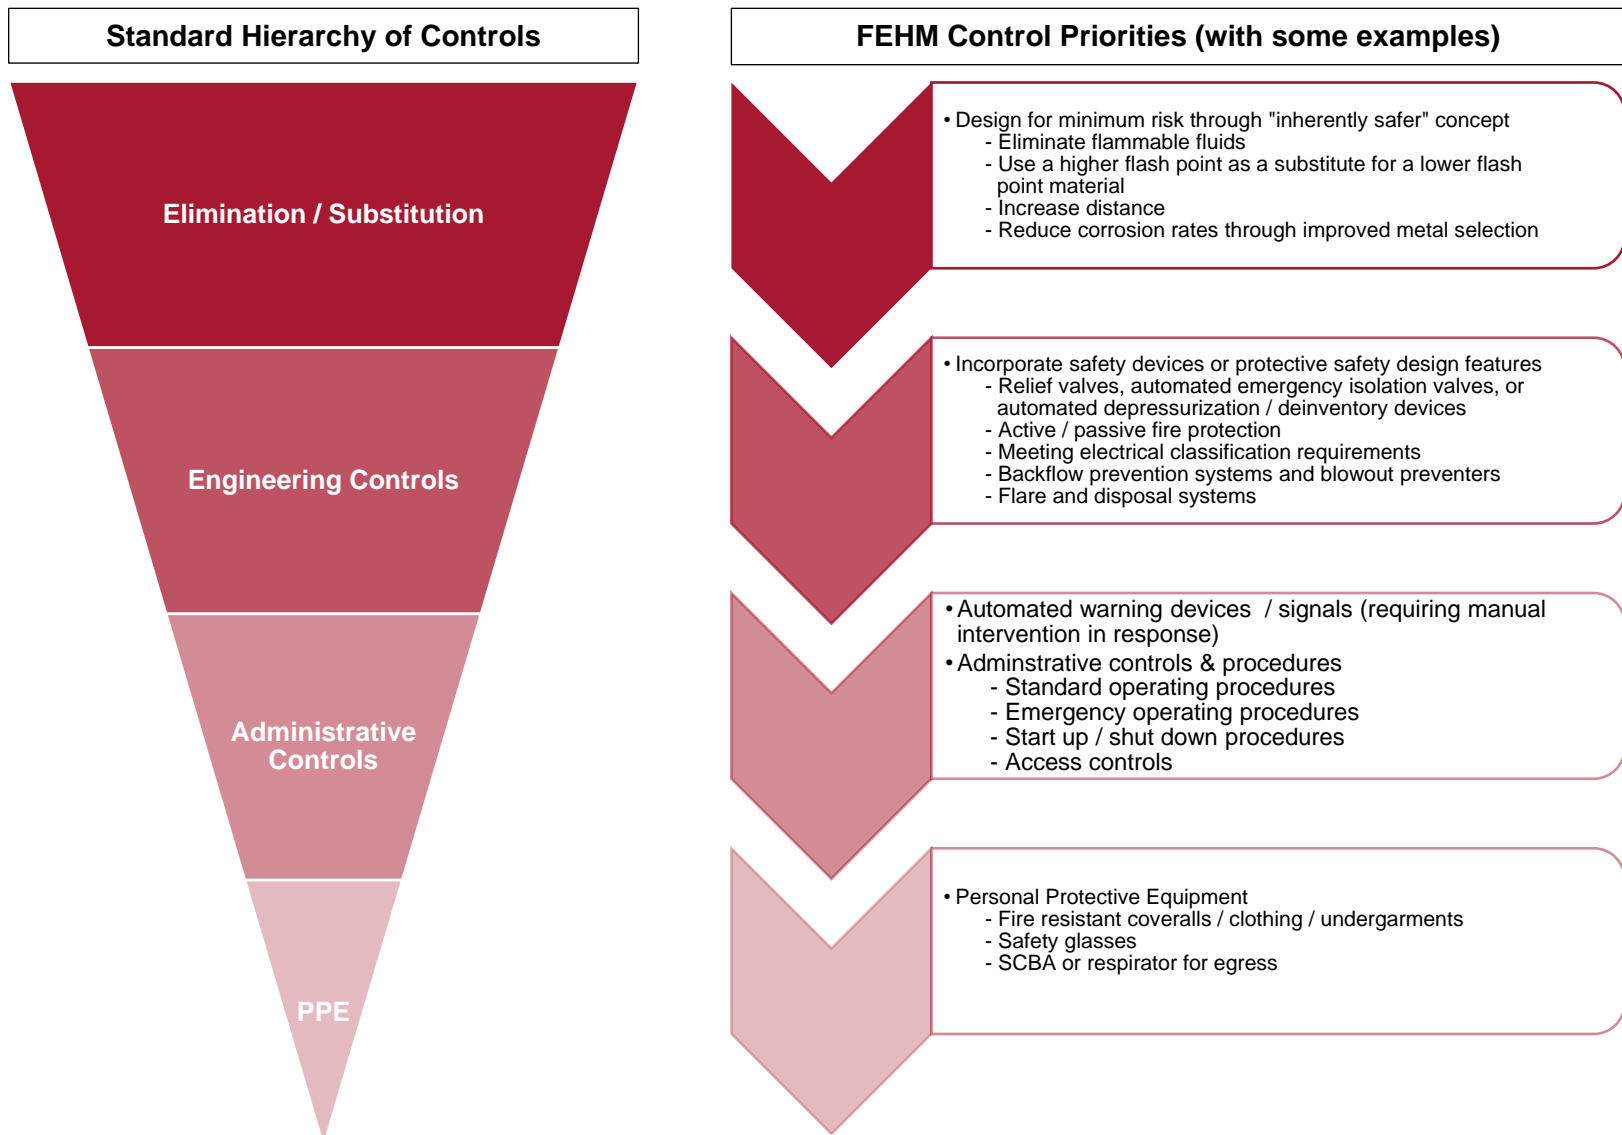 Standard Hierarchy of Controls
Elimination / Substitution
Engineering Controls
Administrative
Controls
PPE
FEHM Control Priorities (with some examples)
• Design for minimum risk through "inherently safer" concept
- Eliminate flammable fluids
- Use a higher flash point as a substitute for a lower flash
point material
- Increase distance
- Reduce corrosion rates through improved metal selection
• Incorporate safety devices or protective safety design features
- Relief valves, automated emergency isolation valves, or
automated depressurization / deinventory devices
- Active / passive fire protection
- Meeting electrical classification requirements
- Backflow prevention systems and blowout preventers
- Flare and disposal systems
• Automated warning devices / signals (requiring manual
intervention in response)
• Adminstrative controls & procedures
- Standard operating procedures
- Emergency operating procedures
- Start up / shut down procedures
- Access controls
• Personal Protective Equipment
- Fire resistant coveralls / clothing / undergarments
- Safety glasses
- SCBA or respirator for egress